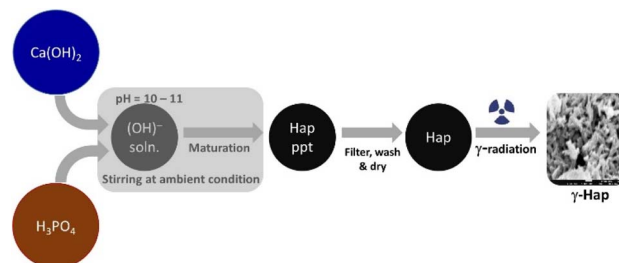 Ca(OH)₂
pH = 10 – 11
(OH)⁻
soln.
Maturation
Stirring at ambient condition
H₃PO₄
Hap
ppt
Filter, wash
& dry
Hap
γ-radiation
γ-Hap